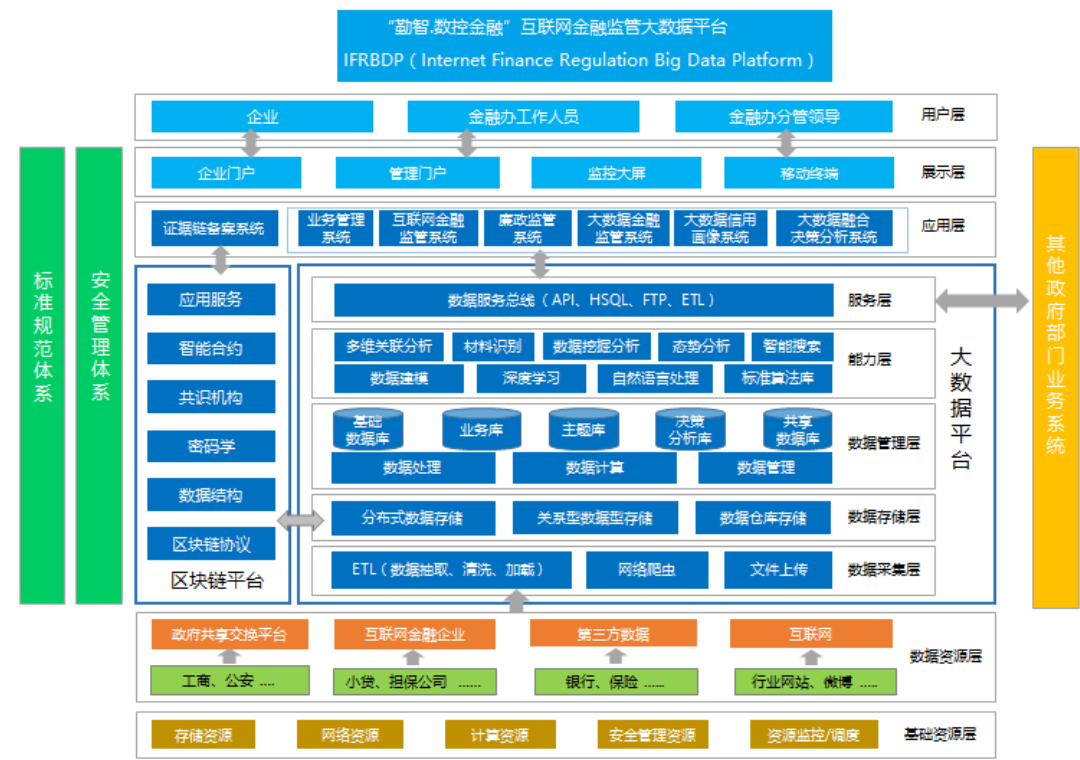 “勤智.数控金融”互联网金融监管大数据平台
IFRBDP（Internet Finance Regulation Big Data Platform）
企业
金融办工作人员
金融办分管领导
用户层
企业门户
管理门户
监控大屏
移动终端
展示层
证据链备案系统
业务管理
系统
互联网金融
监管系统
廉政监管
系统
大数据金融
监管系统
大数据信用
画像系统
大数据融合
决策分析系统
应用层
标准规范体系
安全管理体系
应用服务
智能合约
共识机构
密码学
数据结构
区块链协议
区块链平台
数据服务总线（API、HSQL、FTP、ETL）
服务层
多维关联分析
材料识别
数据挖掘分析
态势分析
智能搜索
数据建模
深度学习
自然语言处理
标准算法库
能力层
基础
数据库
业务库
主题库
决策
分析库
共享
数据库
数据处理
数据计算
数据管理
数据管理层
分布式数据存储
关系型数据型存储
数据仓库存储
数据存储层
ETL（数据抽取、清洗、加载）
网络爬虫
文件上传
数据采集层
大数据平台
其他政府部门业务系统
政府共享交换平台
互联网金融企业
第三方数据
互联网
工商、公安 ....
小贷、担保公司 ......
银行、保险 .....
行业网站、微博 .....
数据资源层
存储资源
网络资源
计算资源
安全管理资源
资源监控/调度
基础资源层